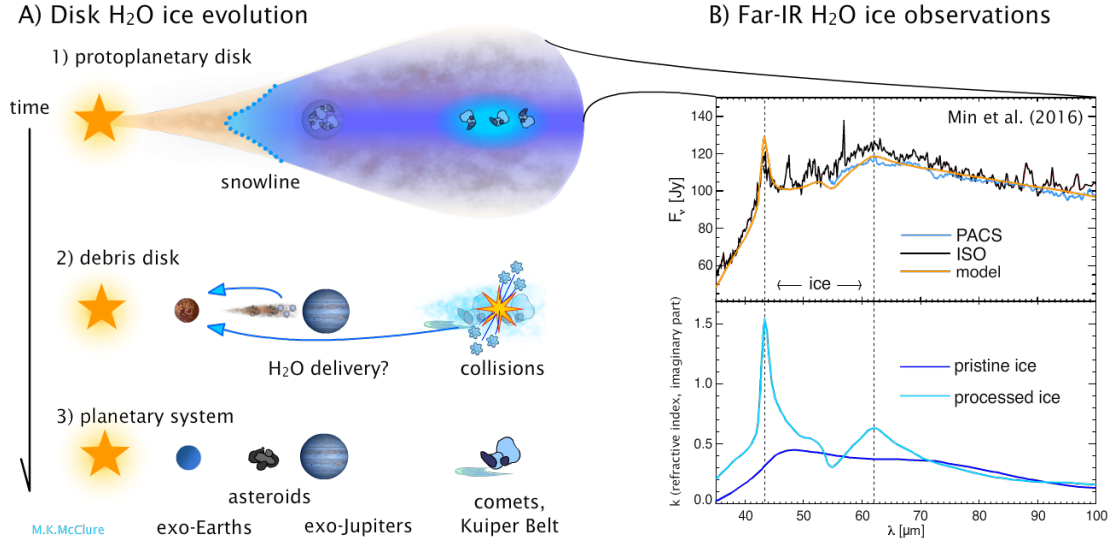 A) Disk H₂O ice evolution
1) protoplanetary disk
time
snowline
2) debris disk
H₂O delivery?
collisions
3) planetary system
asteroids
comets,
Kuiper Belt
exo-Earths
exo-Jupiters
M.K.McClure
B) Far-IR H₂O ice observations
Min et al. (2016)
140
120
100
80
60
Fᵥ [Jy]
PACS
ISO
model
ice
1.5
1.0
0.5
0.0
k (refractive index, imaginary part)
pristine ice
processed ice
40 50 60 70 80 90 100
λ [µm]